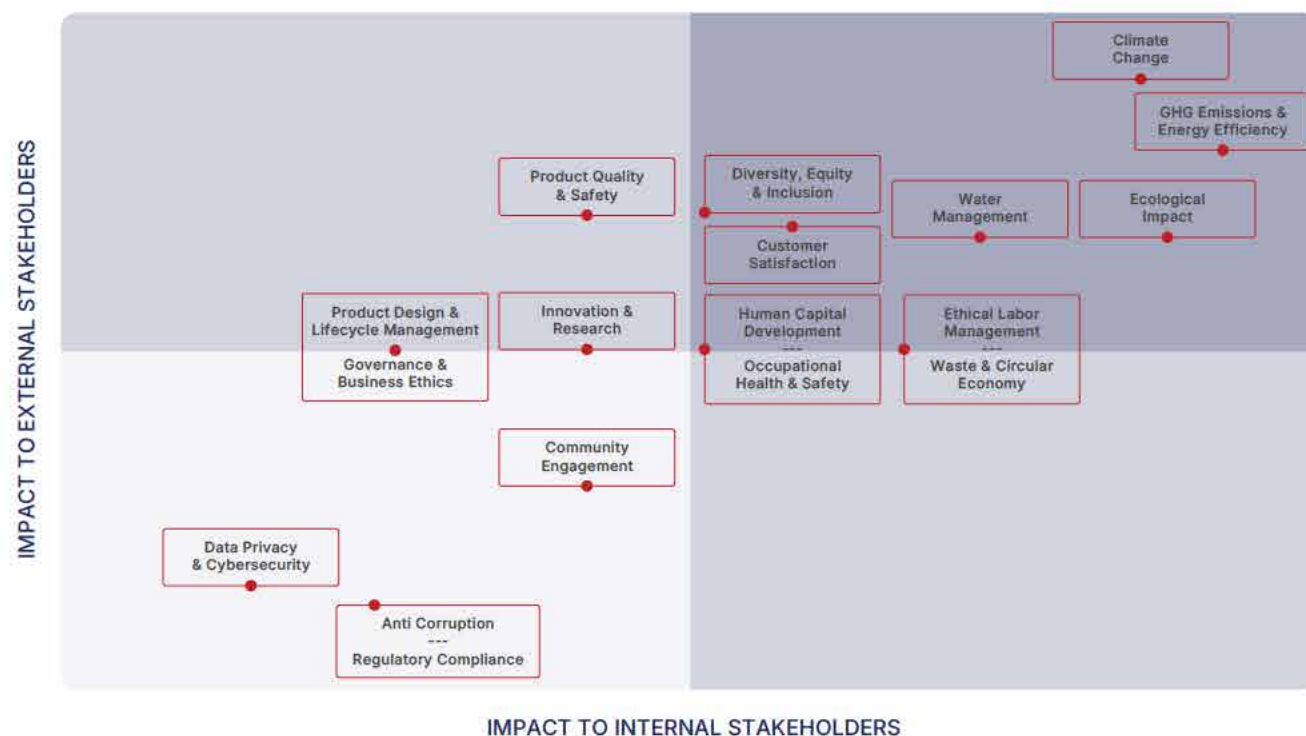 IMPACT TO EXTERNAL STAKEHOLDERS
Climate
Change
GHG Emissions &
Energy Efficiency
Product Quality
& Safety
Diversity, Equity
& Inclusion
Water
Management
Ecological
Impact
Customer
Satisfaction
Product Design &
Lifecycle Management
Governance &
Business Ethics
Innovation &
Research
Human Capital
Development
---
Occupational
Health & Safety
Ethical Labor
Management
---
Waste & Circular
Economy
Community
Engagement
Data Privacy
& Cybersecurity
Anti Corruption
---
Regulatory Compliance
IMPACT TO INTERNAL STAKEHOLDERS